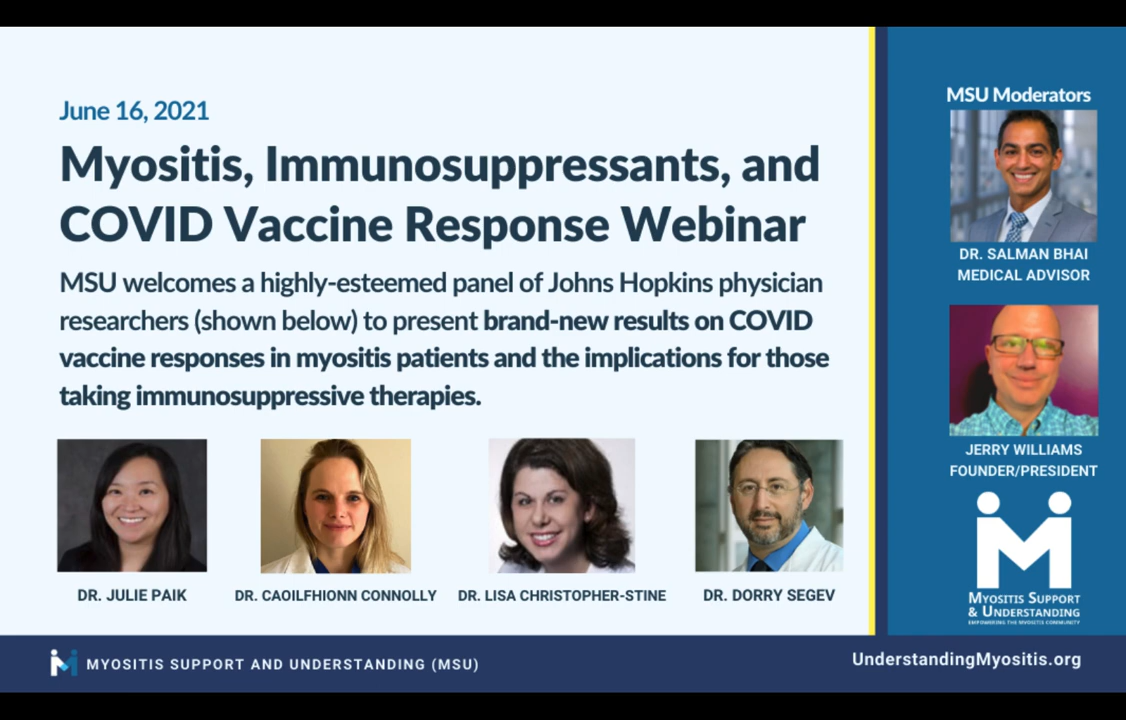 June 16, 2021
Myositis, Immunosuppressants, and
COVID Vaccine Response Webinar
MSU welcomes a highly-esteemed panel of Johns Hopkins physician
researchers (shown below) to present brand-new results on COVID
vaccine responses in myositis patients and the implications for those
taking immunosuppressive therapies.
DR. JULIE PAIK
DR. CAOILFHIONN CONNOLLY
DR. LISA CHRISTOPHER-STINE
DR. DORRY SEGEV
MSU Moderators
DR. SALMAN BHAI
MEDICAL ADVISOR
JERRY WILLIAMS
FOUNDER/PRESIDENT
MYOSITIS SUPPORT
& UNDERSTANDING
EMPOWERING THE MYOSITIS COMMUNITY
MYOSITIS SUPPORT AND UNDERSTANDING (MSU)
UnderstandingMyositis.org